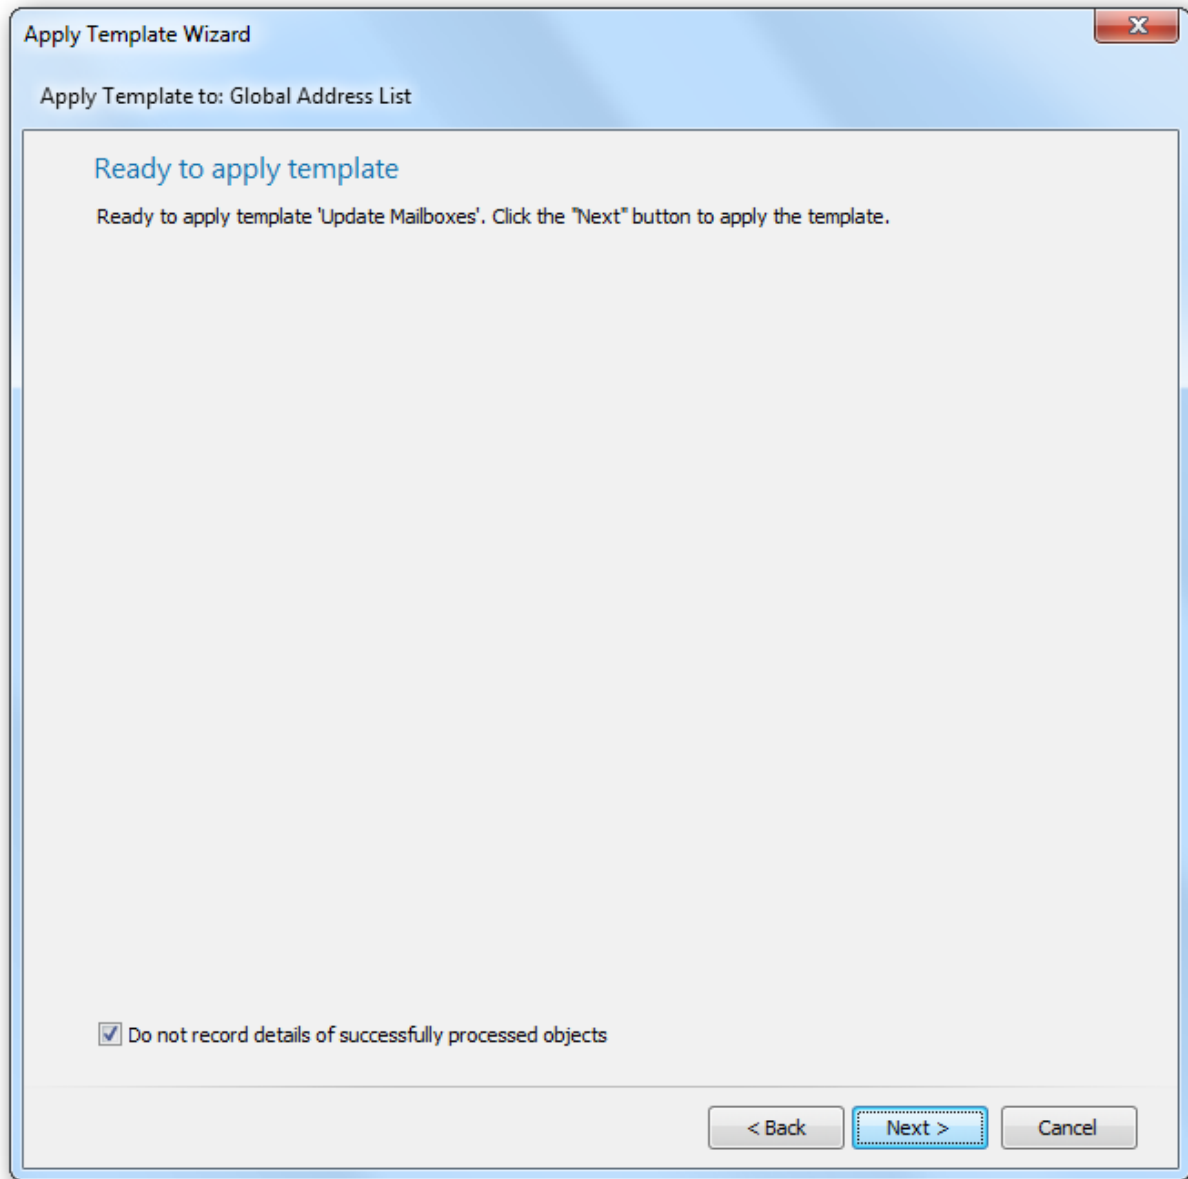 Apply Template Wizard
Apply Template to: Global Address List
Ready to apply template
Ready to apply template 'Update Mailboxes'. Click the "Next" button to apply the template.
Do not record details of successfully processed objects
< Back Next > Cancel